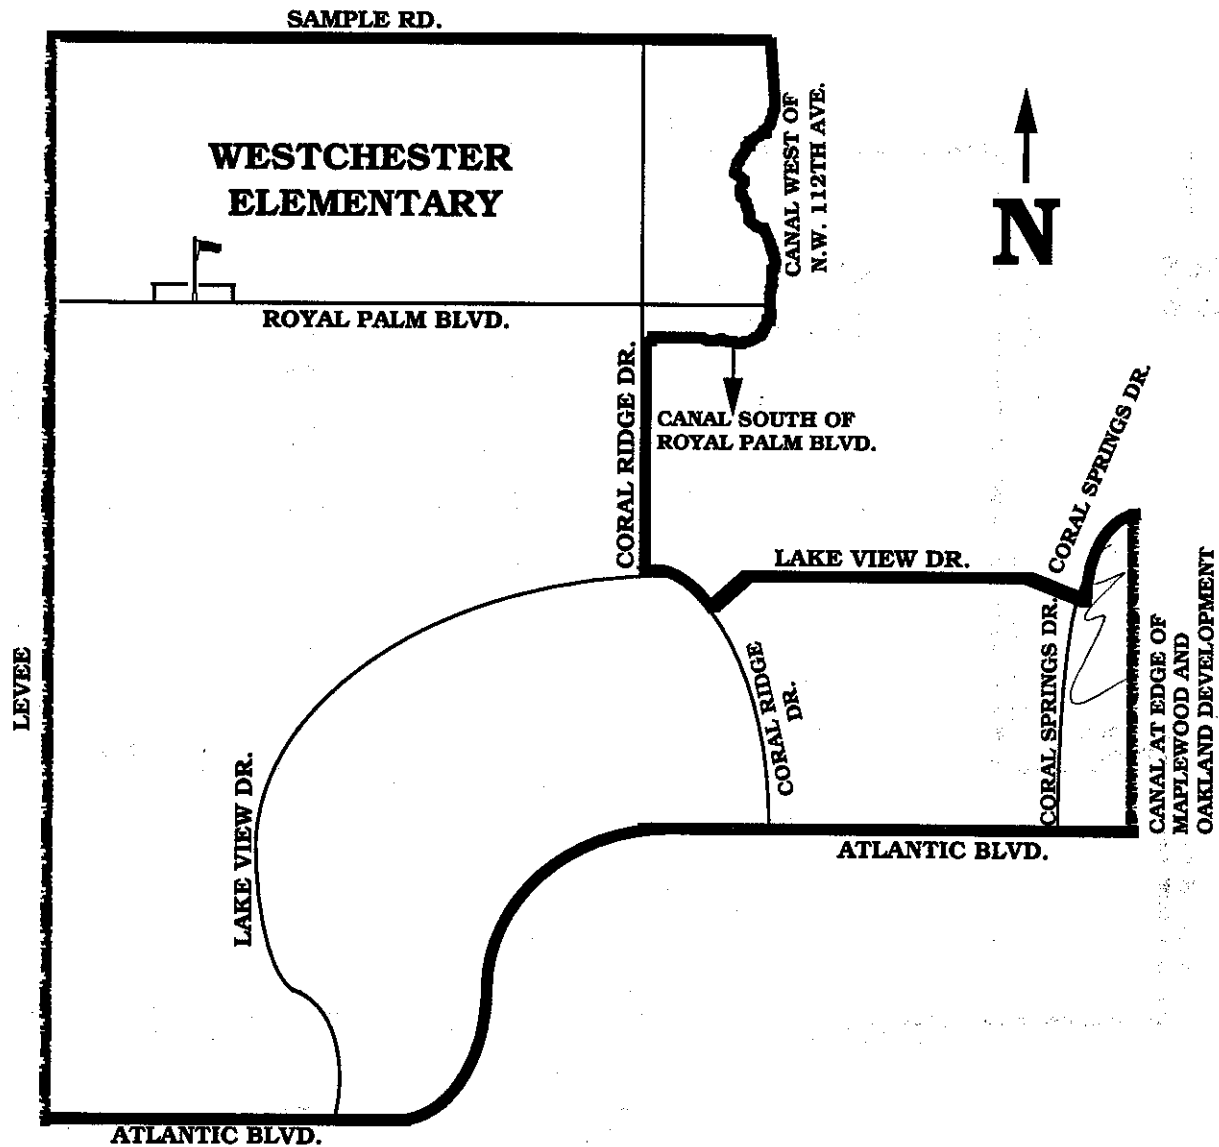 SAMPLE RD.
WESTCHESTER
ELEMENTARY
CANAL WEST OF
N.W. 112TH AVE.
N
ROYAL PALM BLVD.
CORAL RIDGE DR.
CANAL SOUTH OF
ROYAL PALM BLVD.
CORAL SPRINGS DR.
LAKE VIEW DR.
LEVEE
LAKE VIEW DR.
CORAL RIDGE
DR.
CORAL SPRINGS DR.
CANAL AT EDGE OF
MAPLEWOOD AND
OAKLAND DEVELOPMENT
ATLANTIC BLVD.
ATLANTIC BLVD.